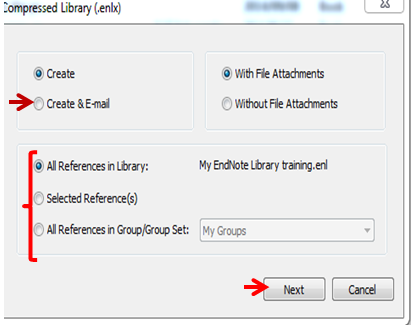 Compressed Library (.enlx)
Create
With File Attachments
Create & E-mail
Without File Attachments
All References in Library:
My EndNote Library training.enl
Selected Reference(s)
All References in Group/Group Set:
My Groups
Next
Cancel